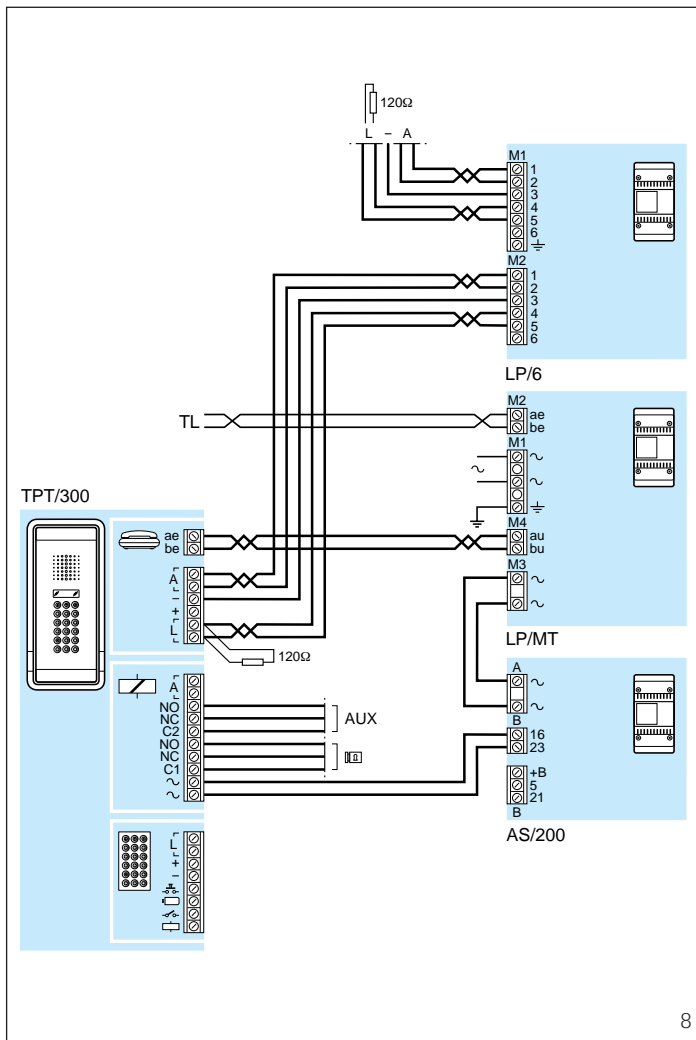 120Ω
L – A
M1
1
2
3
4
5
6
M2
1
2
3
4
5
6
LP/6
M2
ae
be
TL
M1
~
~
~
TPT/300
M4
au
bu
ae
be
M3
~
~
A
–
+
L
LP/MT
120Ω
A
NO
NC
C2
NO
NC
C1
~
~
AUX
A
~
~
B
16
23
+B
5
21
B
AS/200
L
+
–
8